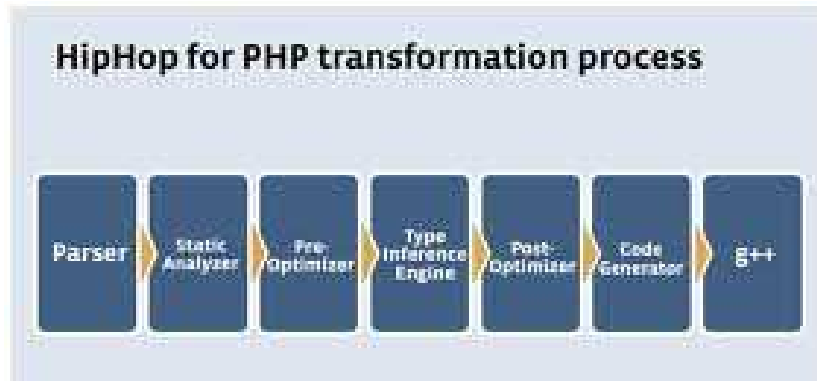 HipHop for PHP transformation process
Parser
Static
Analyzer
Pre-
Optimizer
Type
Inference
Engine
Post-
Optimizer
Code
Generator
g++